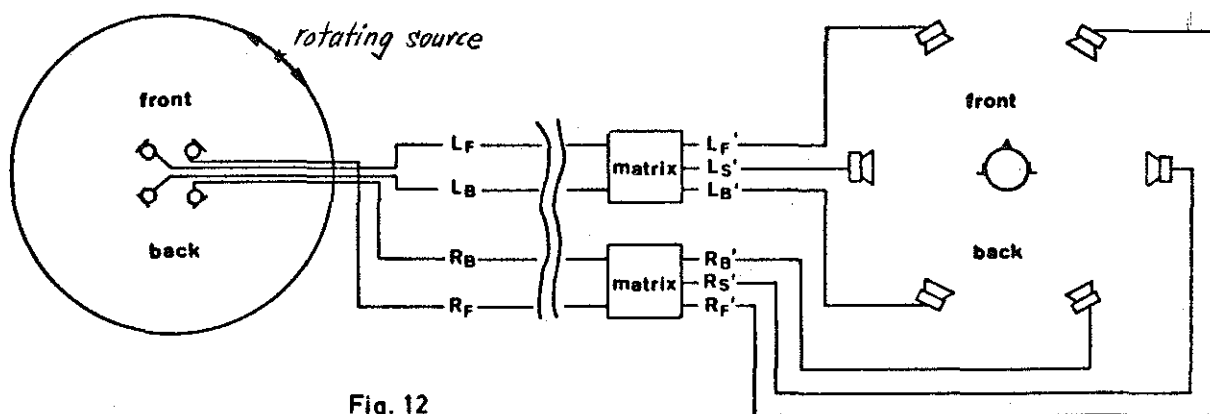 rotating source
front
front
LF
LF'
matrix
LS'
LB
LB'
back
RB
RB'
back
matrix
RS'
RF
RF'
Fig. 12